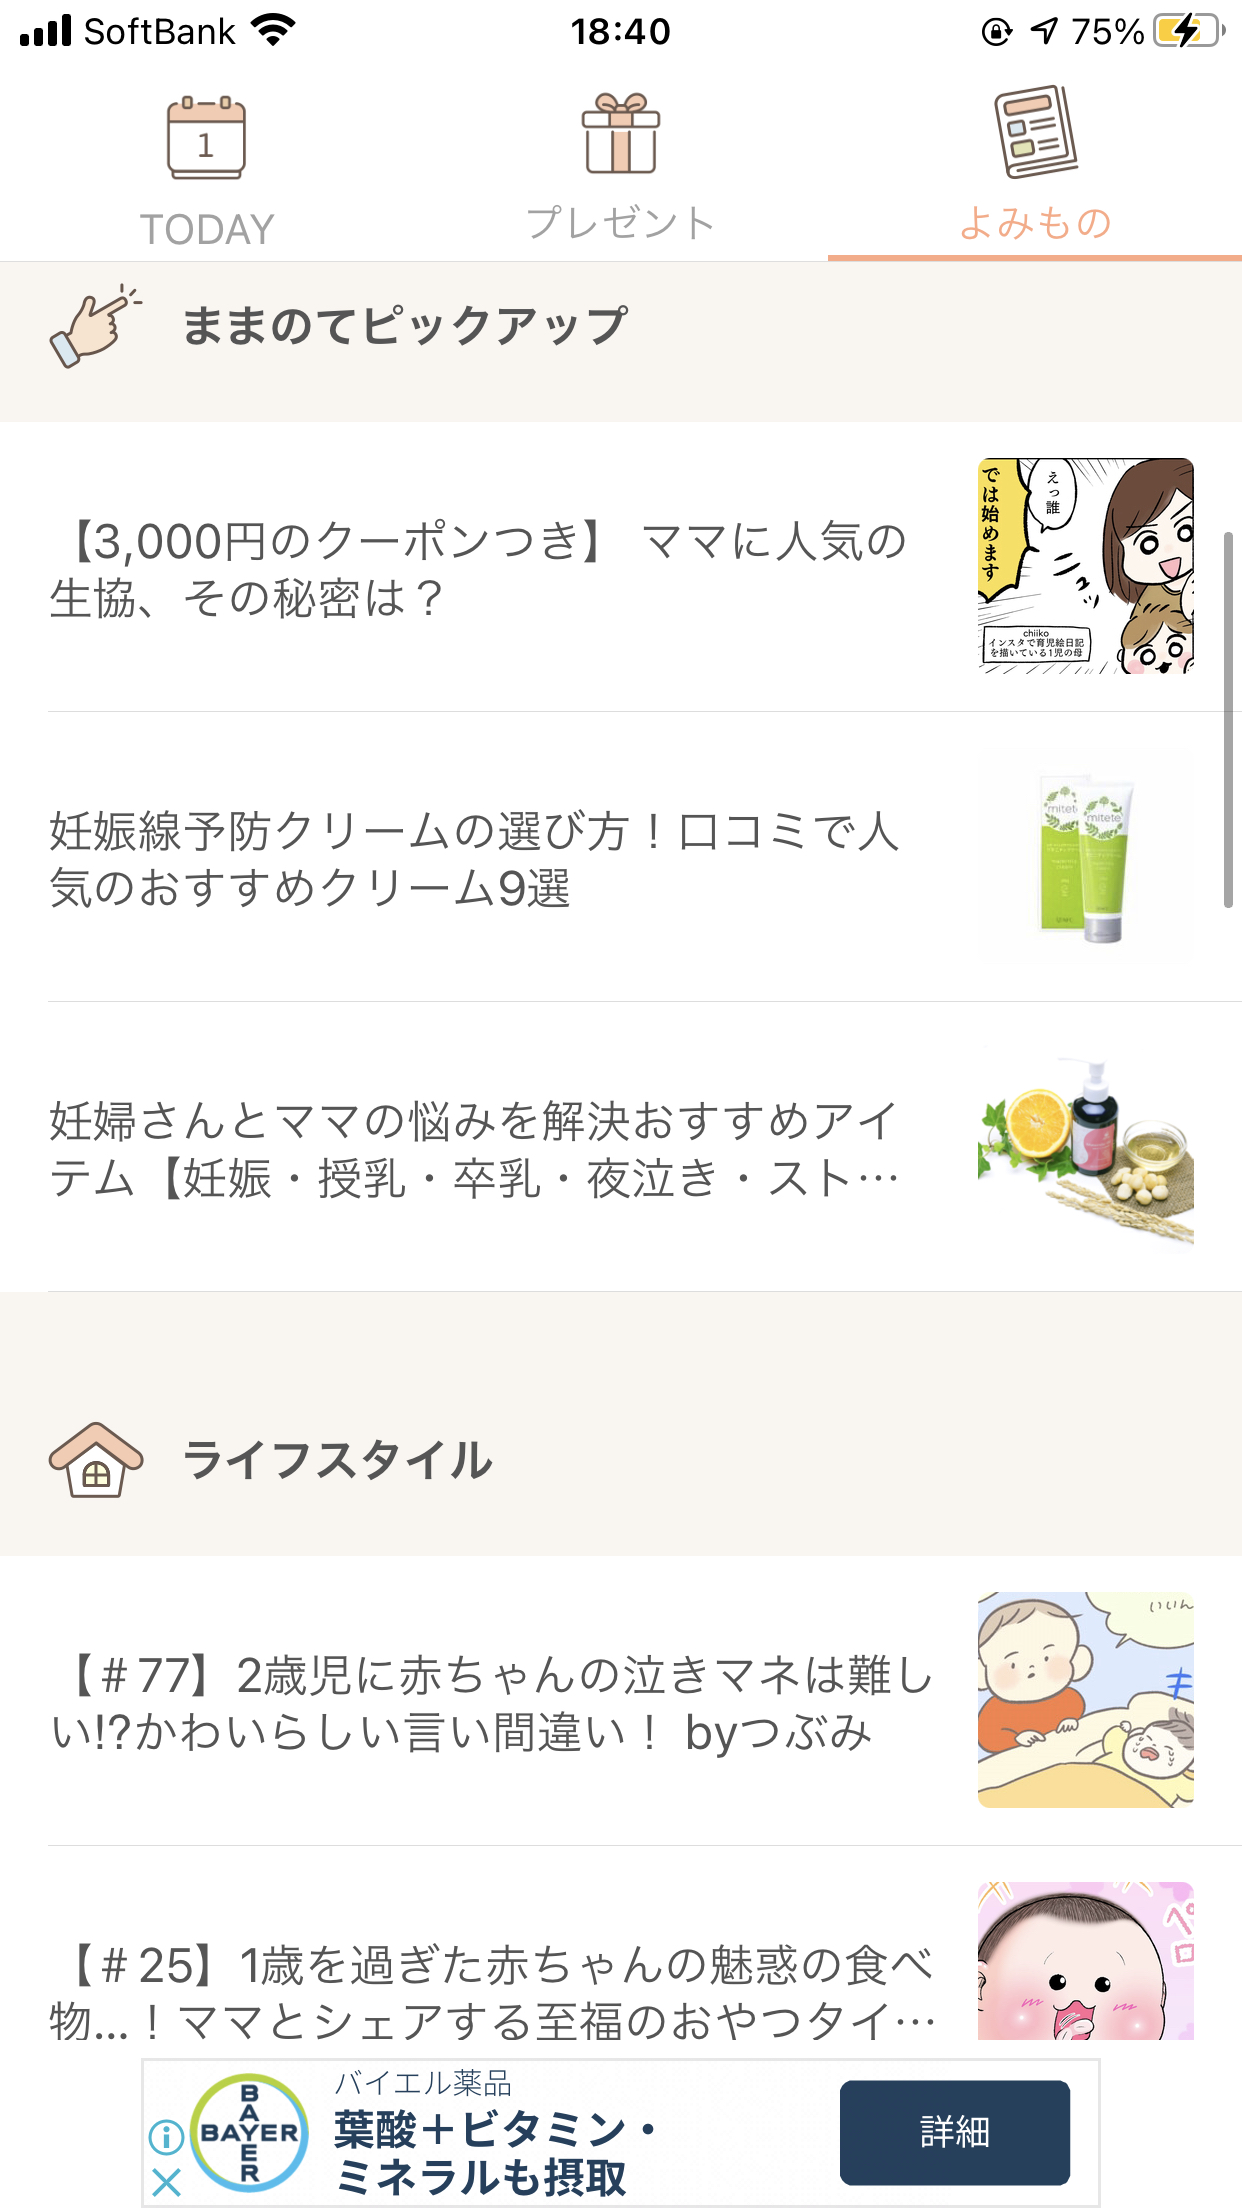 SoftBank 18:40 75%
1
TODAY プレゼント よみもの
ままのてピックアップ
【3,000円のクーポンつき】 ママに人気の
生協、その秘密は？
では始めます
えっ誰
ニュッ
chiiko
インスタで育児絵日記
を描いている1児の母
妊娠線予防クリームの選び方！口コミで人
気のおすすめクリーム9選
mitete
mitete
妊婦さんとママの悩みを解決おすすめアイ
テム【妊娠・授乳・卒乳・夜泣き・スト…
ライフスタイル
【＃77】2歳児に赤ちゃんの泣きマネは難し
い!?かわいらしい言い間違い！ byつぶみ
いいん
【＃25】1歳を過ぎた赤ちゃんの魅惑の食べ
物...！ママとシェアする至福のおやつタイ…
ペロ
BAYER
BAYER
バイエル薬品
葉酸＋ビタミン・
ミネラルも摂取
詳細